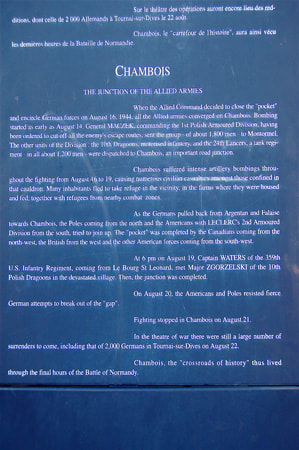 Sur le théâtre des opérations auront encore lieu des red-
ditions, dont celle de 2 000 Allemands à Tournai-sur-Dives le 22 août.
Chambois, le "carrefour de l'histoire", aura ainsi vécu
les dernières heures de la Bataille de Normandie.
CHAMBOIS
THE JUNCTION OF THE ALLIED ARMIES
When the Allied Command decided to close the "pocket"
and encircle German forces on August 16, 1944, all the Allied armies converged on Chambois. Bombing
started as early as August 14. General MACZEK, commanding the 1st Polish Armoured Division, having
been ordered to cut off all the enemy's escape routes, sent the group - of about 1,800 men - to Montormel.
The other units of the Division : the 10th Dragoons, motorised infantry, and the 24th Lancers, a tank regi-
ment - in all about 1,200 men - were dispatched to Chambois, an important road junction.
Chambois suffered intense artillery bombings through-
out the fighting from August 16 to 19, causing numerous civilian casualties amongst those confined in
that cauldron. Many inhabitants fled to take refuge in the vicinity, in the farms where they were housed
and fed, together with refugees from nearby combat zones.
As the Germans pulled back from Argentan and Falaise
towards Chambois, the Poles coming from the north and the Americans with LECLERC's 2nd Armoured
Division from the south, tried to join up. The "pocket" was completed by the Canadians coming from the
north-west, the British from the west and the other American forces coming from the south-west.
At 6 pm on August 19, Captain WATERS of the 359th
U.S. Infantry Regiment, coming from Le Bourg St Leonard, met Major ZGORZELSKI of the 10th
Polish Dragoons in the devastated village. Then, the junction was completed.
On August 20, the Americans and Poles resisted fierce
German attempts to break out of the "gap".
Fighting stopped in Chambois on August 21.
In the theatre of war there were still a large number of
surrenders to come, including that of 2,000 Germans in Tournai-sur-Dives on August 22.
Chambois, the "crossroads of history" thus lived
through the final hours of the Battle of Normandy.